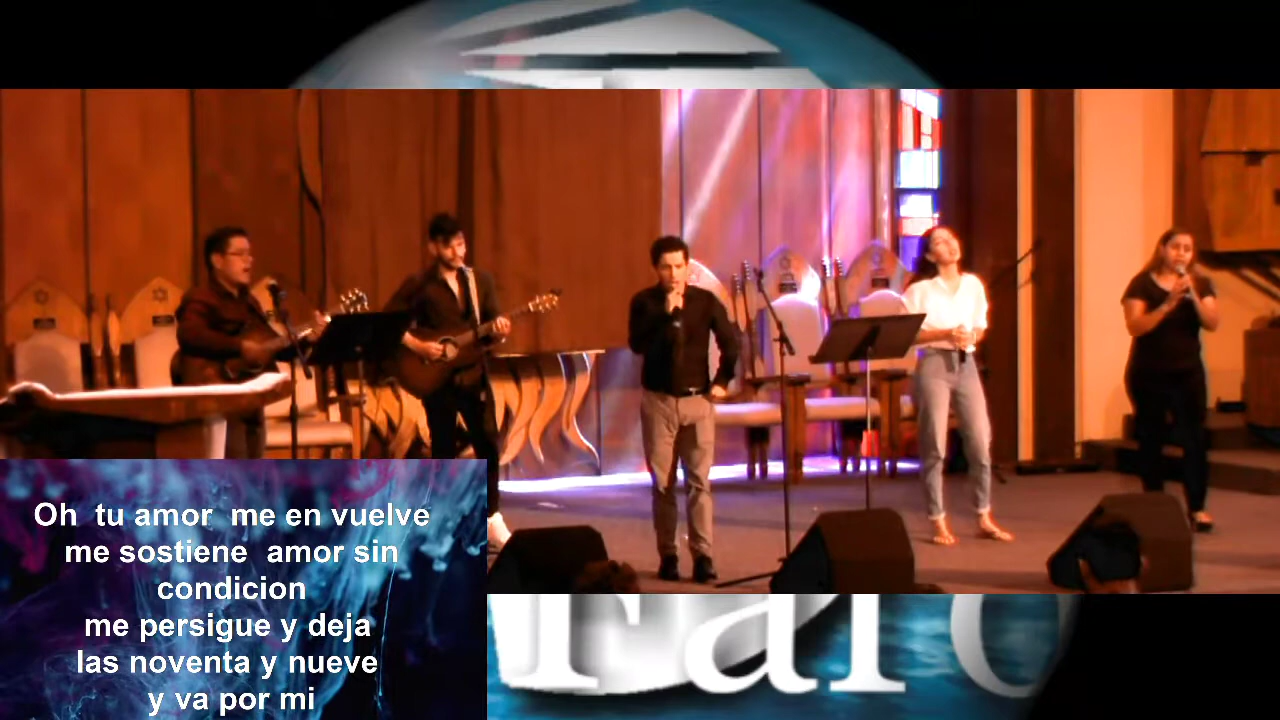 Oh tu amor me en vuelve
me sostiene amor sin
condicion
me persigue y deja
las noventa y nueve
y va por mi
Faro